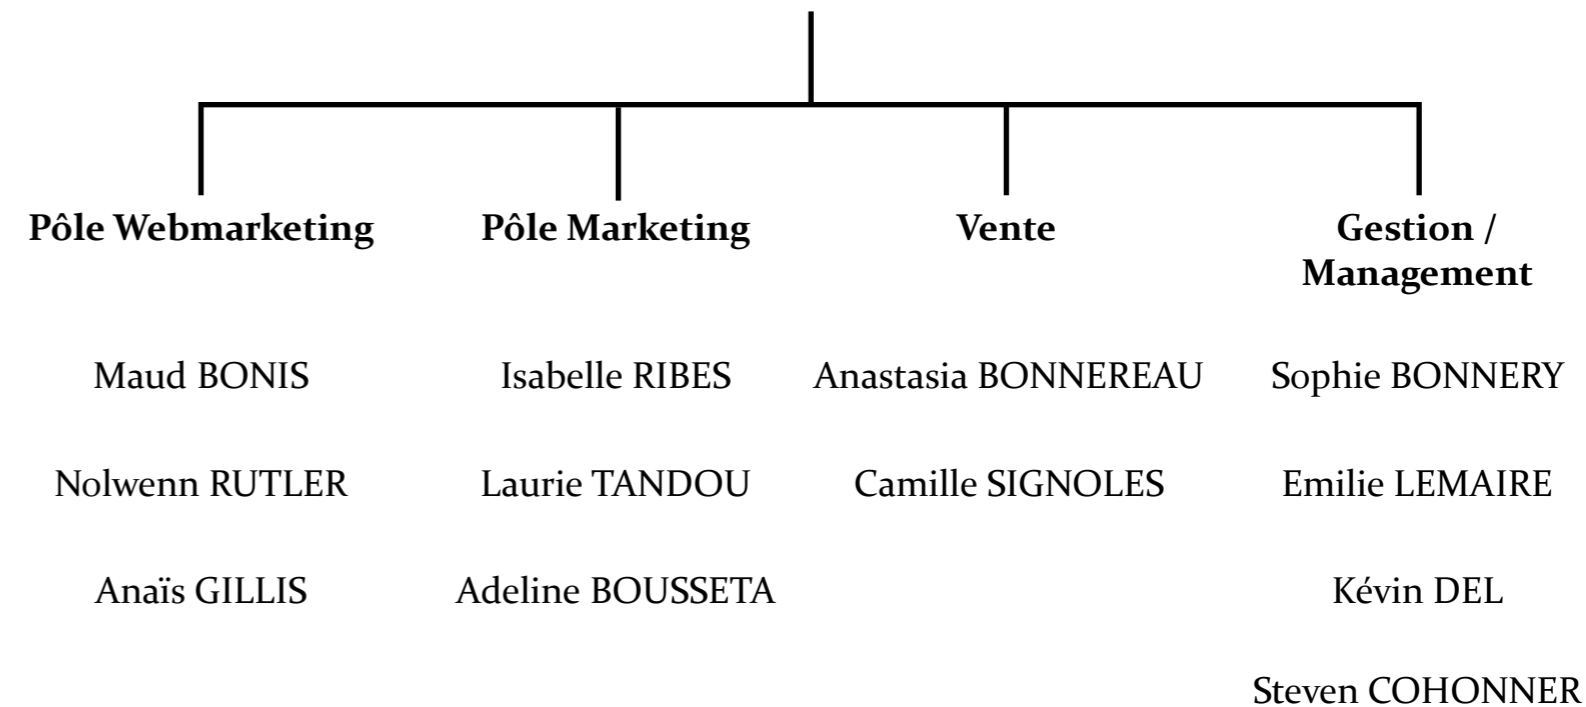 Pôle Webmarketing
Maud BONIS
Nolwenn RUTLER
Anaïs GILLIS
Pôle Marketing
Isabelle RIBES
Laurie TANDOU
Adeline BOUSSETA
Vente
Anastasia BONNEREAU
Camille SIGNOLES
Gestion /
Management
Sophie BONNERY
Emilie LEMAIRE
Kévin DEL
Steven COHONNER